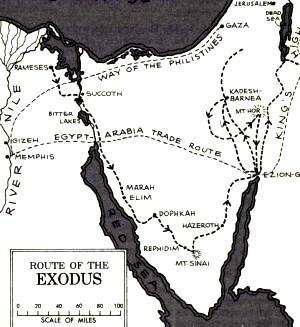 JERUSALEM
DEAD
SEA
GAZA
WAY OF THE PHILISTINES
RAMESES
SUCCOTH
KADESH-
BARNEA
MT HOR
KING'S
BITTER
LAKES
NILE
RIVER
GIZEH
MEMPHIS
EGYPT - ARABIA TRADE ROUTE
EZION-G
MARAH
ELIM
DOPHKAH
HAZEROTH
REPHIDIM
MT. SINAI
RED SEA
ROUTE OF THE
EXODUS
0 20 40 60 80 100
SCALE OF MILES